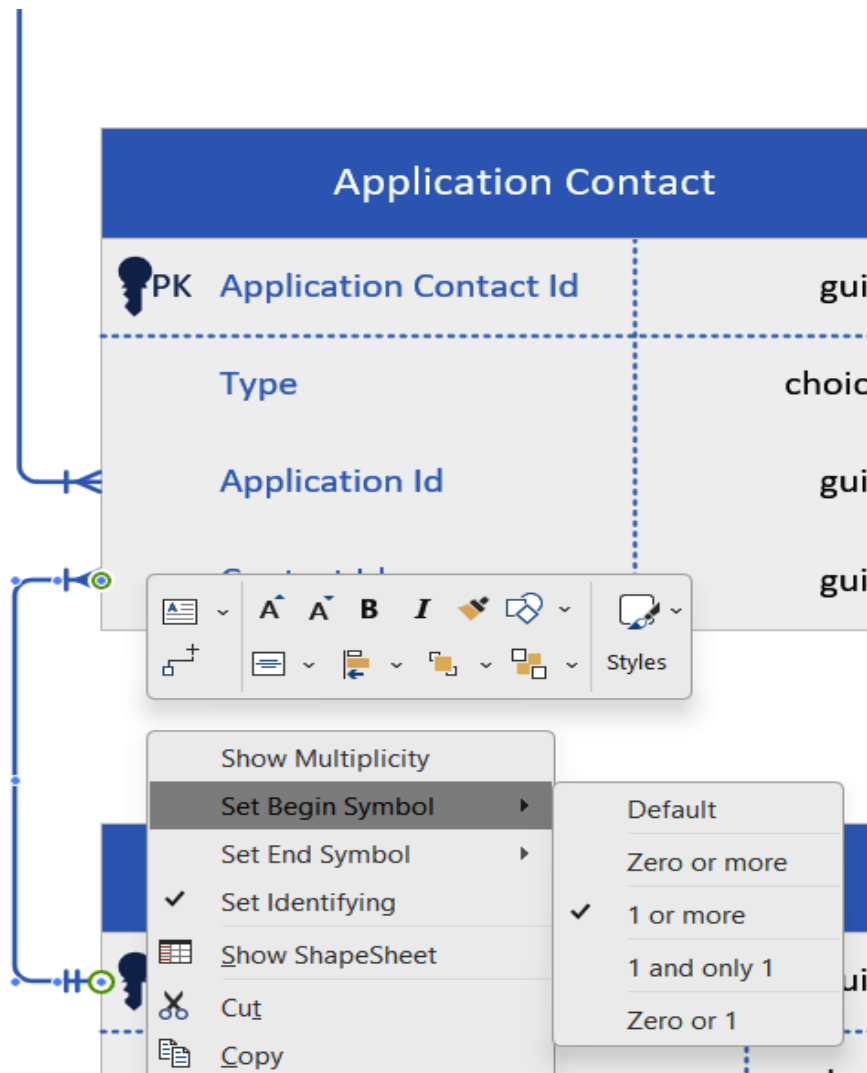 Application Contact
PK Application Contact Id gui
Type choic
Application Id gui
gui
A A B I
Styles
Show Multiplicity
Set Begin Symbol
Default
Set End Symbol
Zero or more
Set Identifying
1 or more
Show ShapeSheet
1 and only 1
ui
Cut
Zero or 1
Copy